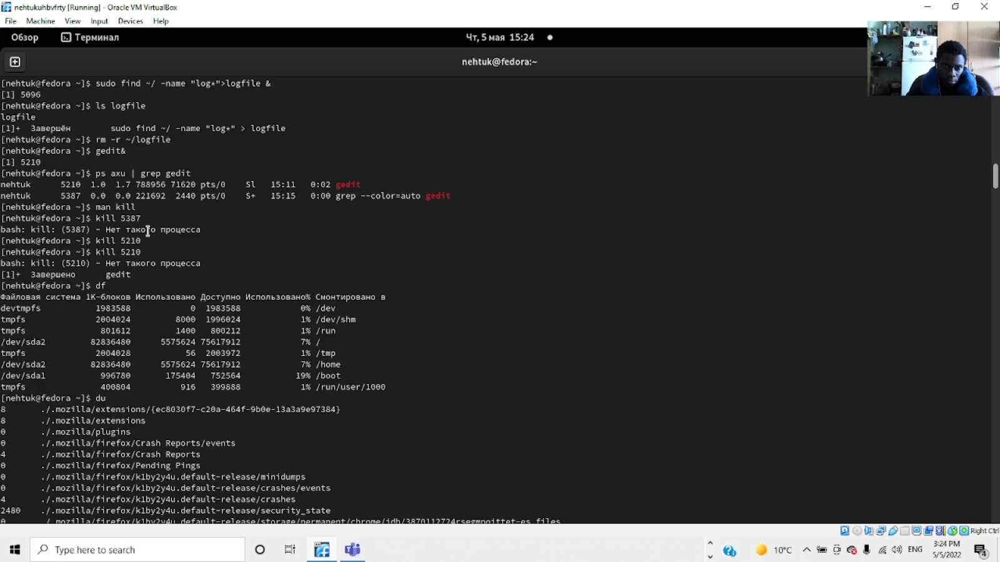 nehtukuhbvfrty [Running] - Oracle VM VirtualBox
File Machine View Input Devices Help
Обзор Терминал Чт, 5 мая 15:24
nehtuk@fedora:~
[nehtuk@fedora ~]$ sudo find ~/ -name "log*">logfile &
[1] 5096
[nehtuk@fedora ~]$ ls logfile
logfile
[1]+ Завершён sudo find ~/ -name "log*" > logfile
[nehtuk@fedora ~]$ rm -r ~/logfile
[nehtuk@fedora ~]$ gedit&
[1] 5210
[nehtuk@fedora ~]$ ps axu | grep gedit
nehtuk 5210 1.0 1.7 788956 71620 pts/0 Sl 15:11 0:02 gedit
nehtuk 5387 0.0 0.0 221692 2440 pts/0 S+ 15:15 0:00 grep --color=auto gedit
[nehtuk@fedora ~]$ man kill
[nehtuk@fedora ~]$ kill 5387
bash: kill: (5387) - Нет такого процесса
[nehtuk@fedora ~]$ kill 5210
[nehtuk@fedora ~]$ kill 5210
bash: kill: (5210) - Нет такого процесса
[1]+ Завершено gedit
[nehtuk@fedora ~]$ df
Файловая система 1K-блоков Использовано Доступно Использовано% Смонтировано в
devtmpfs 1983588 0 1983588 0% /dev
tmpfs 2004024 8000 1996024 1% /dev/shm
tmpfs 801612 1400 800212 1% /run
/dev/sda2 82836480 5575624 75617912 7% /
tmpfs 2004028 56 2003972 1% /tmp
/dev/sda2 82836480 5575624 75617912 7% /home
/dev/sda1 996780 175404 752564 19% /boot
tmpfs 400804 916 399888 1% /run/user/1000
[nehtuk@fedora ~]$ du
8 ./.mozilla/extensions/{ec8030f7-c20a-464f-9b0e-13a3a9e97384}
8 ./.mozilla/extensions
0 ./.mozilla/plugins
0 ./.mozilla/firefox/Crash Reports/events
4 ./.mozilla/firefox/Crash Reports
0 ./.mozilla/firefox/Pending Pings
0 ./.mozilla/firefox/k1by2y4u.default-release/minidumps
0 ./.mozilla/firefox/k1by2y4u.default-release/crashes/events
4 ./.mozilla/firefox/k1by2y4u.default-release/crashes
2480 ./.mozilla/firefox/k1by2y4u.default-release/security_state
0 ./.mozilla/firefox/k1by2y4u.default-release/storage/permanent/chrome/idb/3870112724rsegmnoittet-es.files
Right Ctrl
Type here to search
10°C ENG
3:24 PM
5/5/2022
4